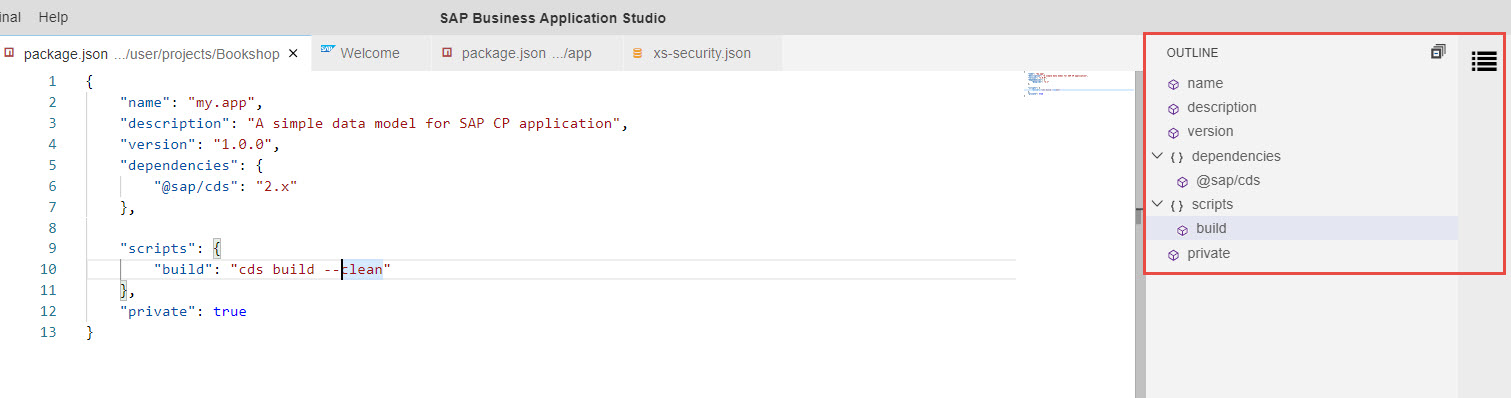 nal Help SAP Business Application Studio
package.json .../user/projects/Bookshop × SAP Welcome package.json .../app xs-security.json
1 {
2 "name": "my.app",
3 "description": "A simple data model for SAP CP application",
4 "version": "1.0.0",
5 "dependencies": {
6 "@sap/cds": "2.x"
7 },
8
9 "scripts": {
10 "build": "cds build --clean"
11 },
12 "private": true
13 }
OUTLINE
name
description
version
{} dependencies
@sap/cds
{} scripts
build
private